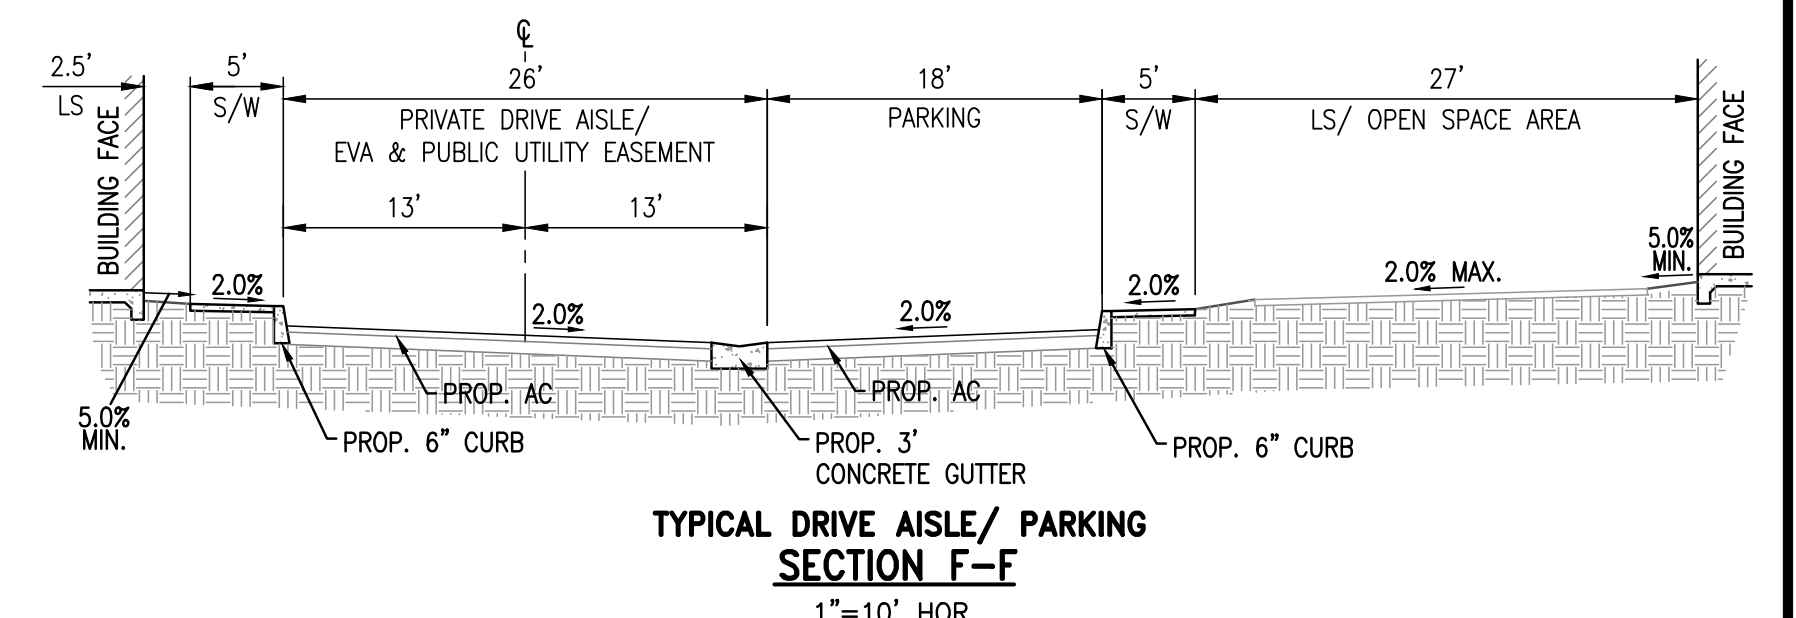 ℄
2.5'
5'
26'
18'
5'
27'
LS
S/W
PRIVATE DRIVE AISLE/
EVA & PUBLIC UTILITY EASEMENT
PARKING
S/W
LS/ OPEN SPACE AREA
BUILDING FACE
BUILDING FACE
13'
13'
5.0%
MIN.
2.0%
2.0%
2.0%
2.0%
2.0% MAX.
5.0%
MIN.
PROP. AC
PROP. AC
PROP. 6" CURB
PROP. 3'
CONCRETE GUTTER
PROP. 6" CURB
TYPICAL DRIVE AISLE/ PARKING
SECTION F-F
1"=10' HOR